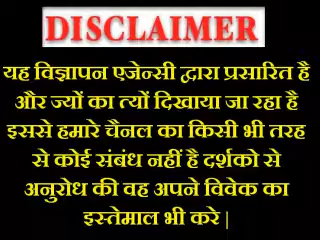 DISCLAIMER
यह विज्ञापन एजेन्सी द्वारा प्रसारित है
और ज्यों का त्यों दिखाया जा रहा है
इससे हमारे चैनल का किसी भी तरह
से कोई संबंध नहीं है दर्शको से
अनुरोध की वह अपने विवेक का
इस्तेमाल भी करे |